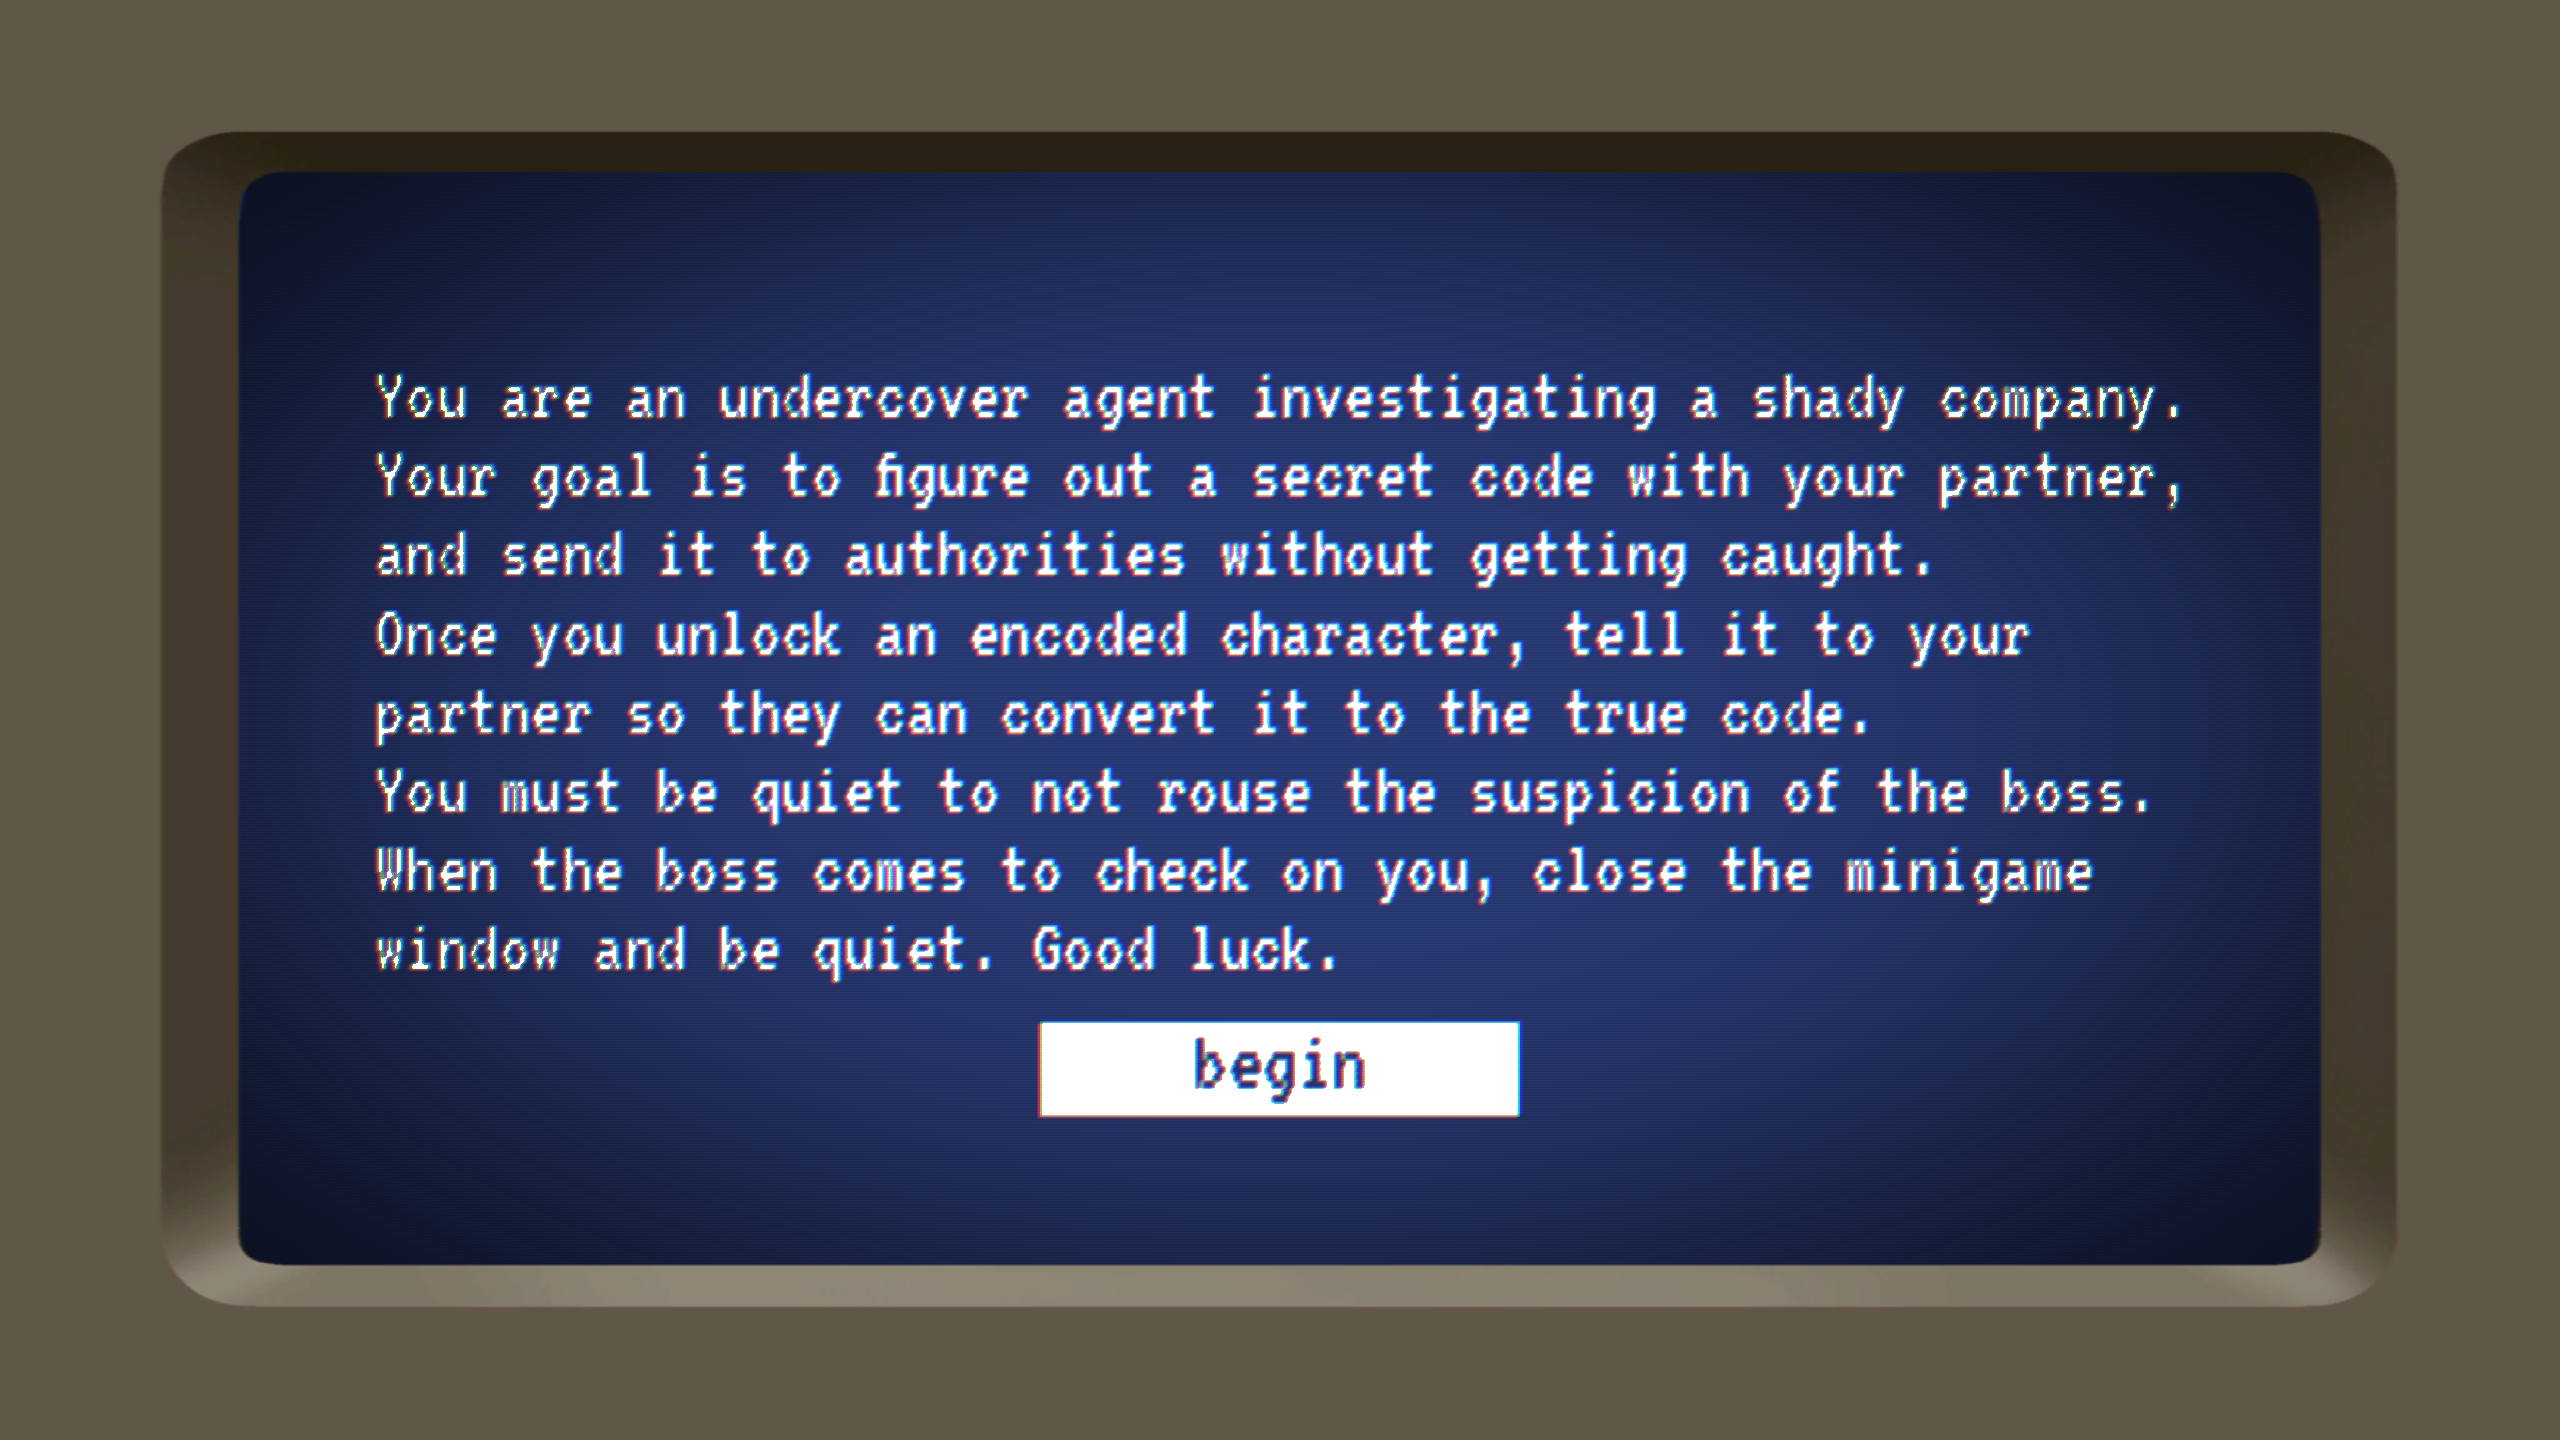 You are an undercover agent investigating a shady company.
Your goal is to figure out a secret code with your partner,
and send it to authorities without getting caught.
Once you unlock an encoded character, tell it to your
partner so they can convert it to the true code.
You must be quiet to not rouse the suspicion of the boss.
When the boss comes to check on you, close the minigame
window and be quiet. Good luck.
begin